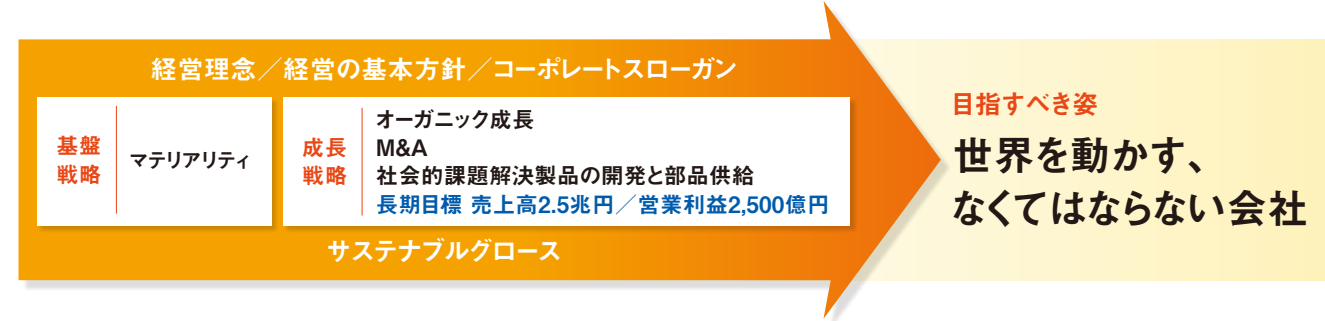 経営理念／経営の基本方針／コーポレートスローガン
基盤
戦略
マテリアリティ
成長
戦略
オーガニック成長
M&A
社会的課題解決製品の開発と部品供給
長期目標 売上高2.5兆円／営業利益2,500億円
サステナブルグロース
目指すべき姿
世界を動かす、
なくてはならない会社